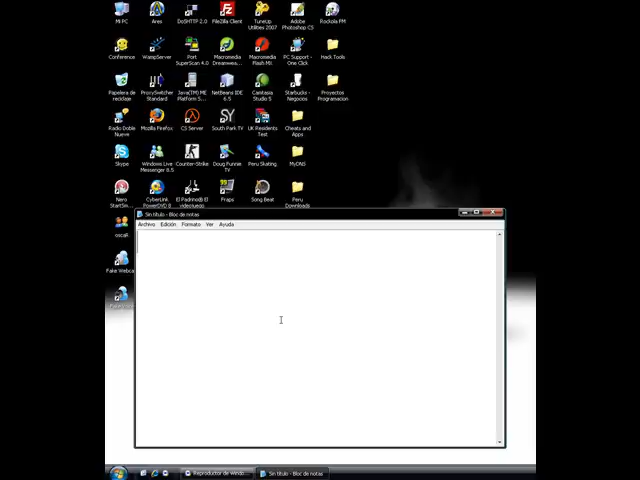 Mi PC
Ares
DoSHTTP 2.0
FileZilla Client
TuneUp
Utilities 2007
Adobe
Photoshop CS
Rockola FM
Conference
WampServer
Port
SuperScan 4.0
Macromedia
Dreamwea...
Macromedia
Flash MX
PC Support -
One Click
Hack Tools
Papelera de
reciclaje
ProxySwitcher
Standard
Java(TM) ME
Platform S...
NetBeans IDE
6.5
Camtasia
Studio 5
Starbucks -
Negocios
Proyectos
Programacion
Radio Doble
Nueve
Mozilla Firefox
CS Server
South Park TV
UK Residents
Test
Cheats and
Apps
Skype
Windows Live
Messenger 8.5
Counter-Strike
Doug Funnie
TV
Peru Skating
MyDNS
Nero
StartSm...
CyberLink
PowerDVD 8
El Padrino® El
videojuego
Fraps
Song Beat
Peru
Downloads
oscaR
Fake Webca
Sin título - Bloc de notas
Archivo Edición Formato Ver Ayuda
Reproductor de Windo...
Sin título - Bloc de notas